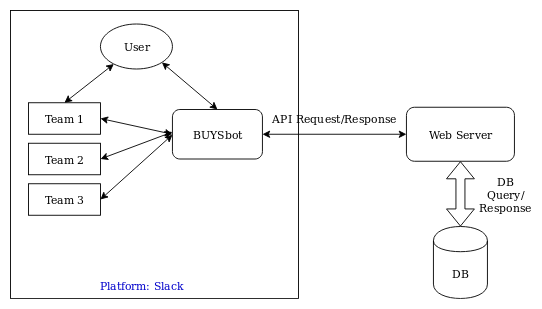 User
Team 1
Team 2
Team 3
BUYSbot
API Request/Response
Web Server
DB
Query/
Response
DB
Platform: Slack